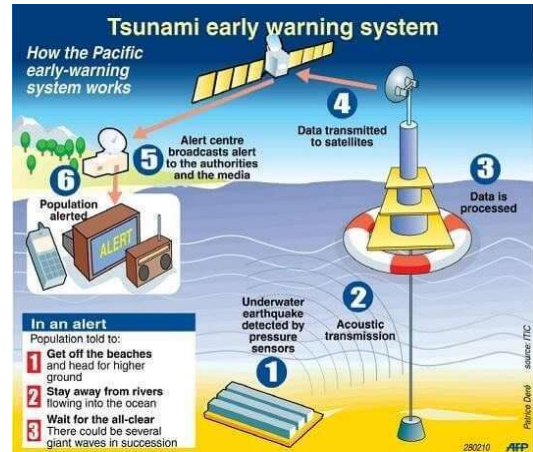 Tsunami early warning system
How the Pacific
early-warning
system works
4
Data transmitted
to satellites
5
Alert centre
broadcasts alert
to the authorities
and the media
3
Data is
processed
6
Population
alerted
ALERT
2
Acoustic
transmission
Underwater
earthquake
detected by
pressure
sensors
1
In an alert
Population told to:
1 Get off the beaches
and head for higher
ground
2 Stay away from rivers
flowing into the ocean
3 Wait for the all-clear
There could be several
giant waves in succession
Patrice Deré source: ITIC
280210 AFP